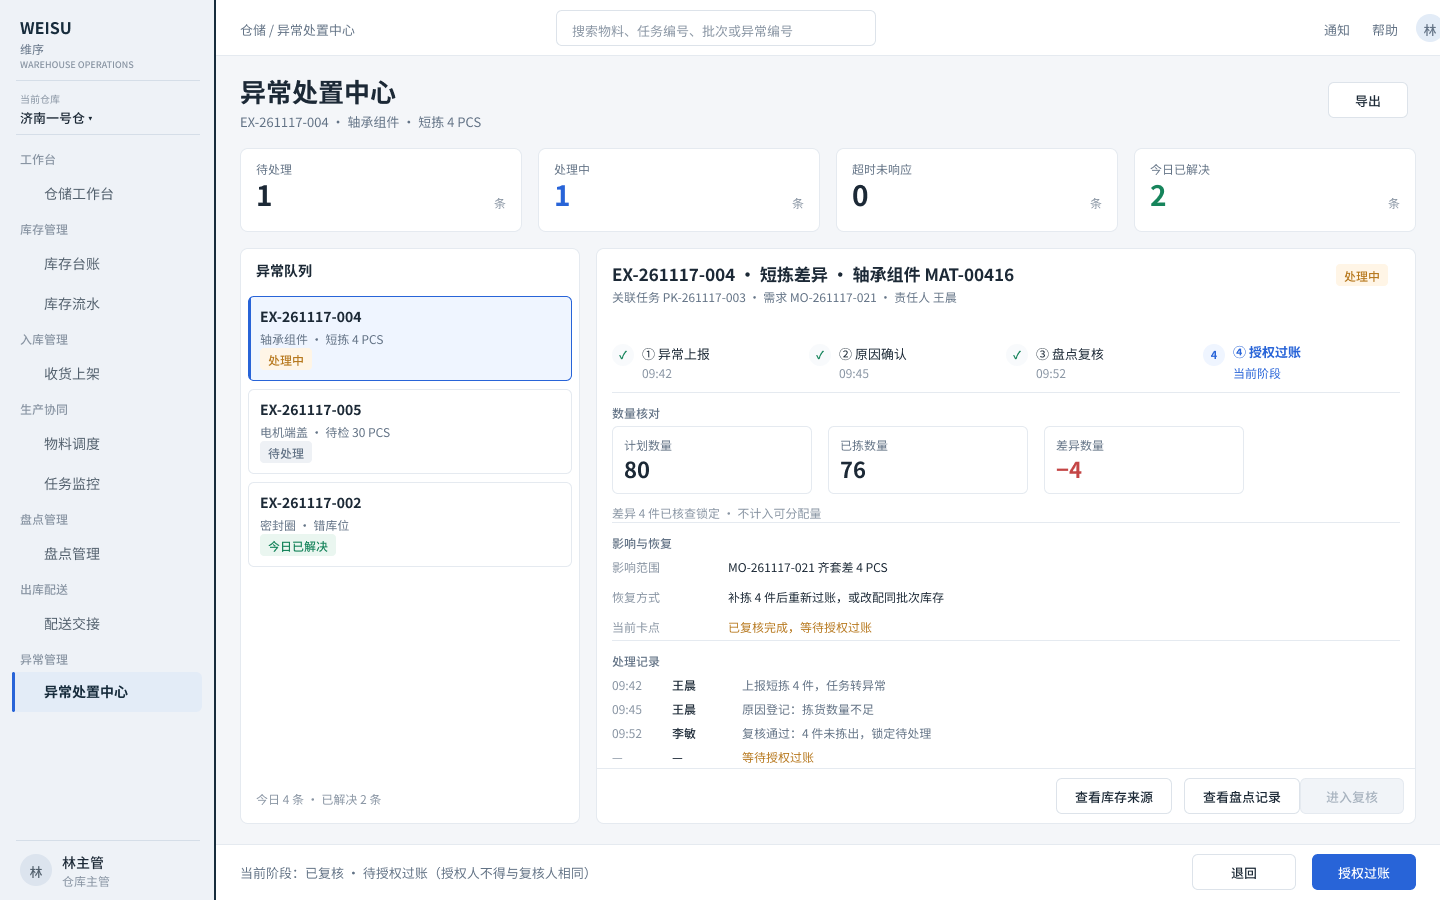 WEISU
维序
WAREHOUSE OPERATIONS
当前仓库
济南一号仓 ▾
工作台
仓储工作台
库存管理
库存台账
库存流水
入库管理
收货上架
生产协同
物料调度
任务监控
盘点管理
盘点管理
出库配送
配送交接
异常管理
异常处置中心
林
林主管
仓库主管
仓储 / 异常处置中心
搜索物料、任务编号、批次或异常编号
通知
帮助
林
异常处置中心
EX-261117-004 · 轴承组件 · 短拣 4 PCS
导出
待处理
1
条
处理中
1
条
超时未响应
0
条
今日已解决
2
条
异常队列
EX-261117-004
轴承组件 · 短拣 4 PCS
处理中
EX-261117-005
电机端盖 · 待检 30 PCS
待处理
EX-261117-002
密封圈 · 错库位
今日已解决
今日 4 条 · 已解决 2 条
EX-261117-004 · 短拣差异 · 轴承组件 MAT-00416
处理中
关联任务 PK-261117-003 · 需求 MO-261117-021 · 责任人 王晨
✓ ① 异常上报
09:42
✓ ② 原因确认
09:45
✓ ③ 盘点复核
09:52
4 ④ 授权过账
当前阶段
数量核对
计划数量
80
已拣数量
76
差异数量
−4
差异 4 件已核查锁定 · 不计入可分配量
影响与恢复
影响范围 MO-261117-021 齐套差 4 PCS
恢复方式 补拣 4 件后重新过账，或改配同批次库存
当前卡点 已复核完成，等待授权过账
处理记录
09:42 王晨 上报短拣 4 件，任务转异常
09:45 王晨 原因登记：拣货数量不足
09:52 李敏 复核通过：4 件未拣出，锁定待处理
— — 等待授权过账
查看库存来源
查看盘点记录
进入复核
当前阶段：已复核 · 待授权过账（授权人不得与复核人相同）
退回
授权过账